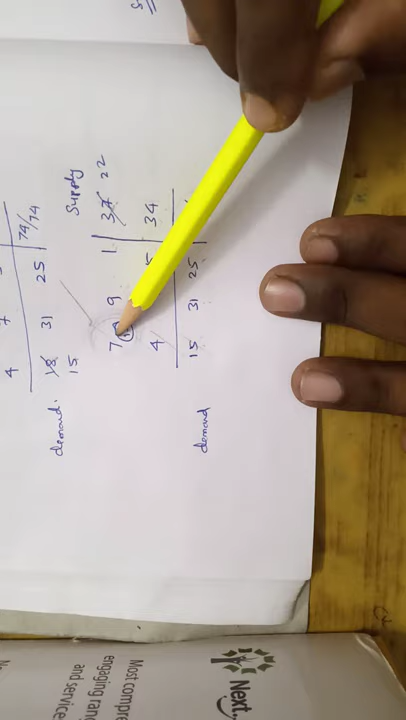 4 7
74/74
demand. 18 31 25
15
Supply
7 9 1 37 22
4 5 34
demand 15 31 25
Next
Most compre
engaging ran
and service